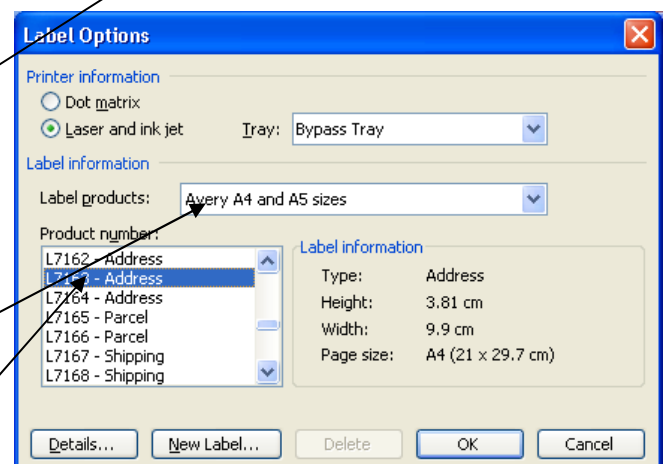 Label Options
Printer information
Dot matrix
Laser and ink jet Tray: Bypass Tray
Label information
Label products: Avery A4 and A5 sizes
Product number:
L7162 - Address
L7163 - Address
L7164 - Address
L7165 - Parcel
L7166 - Parcel
L7167 - Shipping
L7168 - Shipping
Label information
Type: Address
Height: 3.81 cm
Width: 9.9 cm
Page size: A4 (21 x 29.7 cm)
Details... New Label... Delete OK Cancel